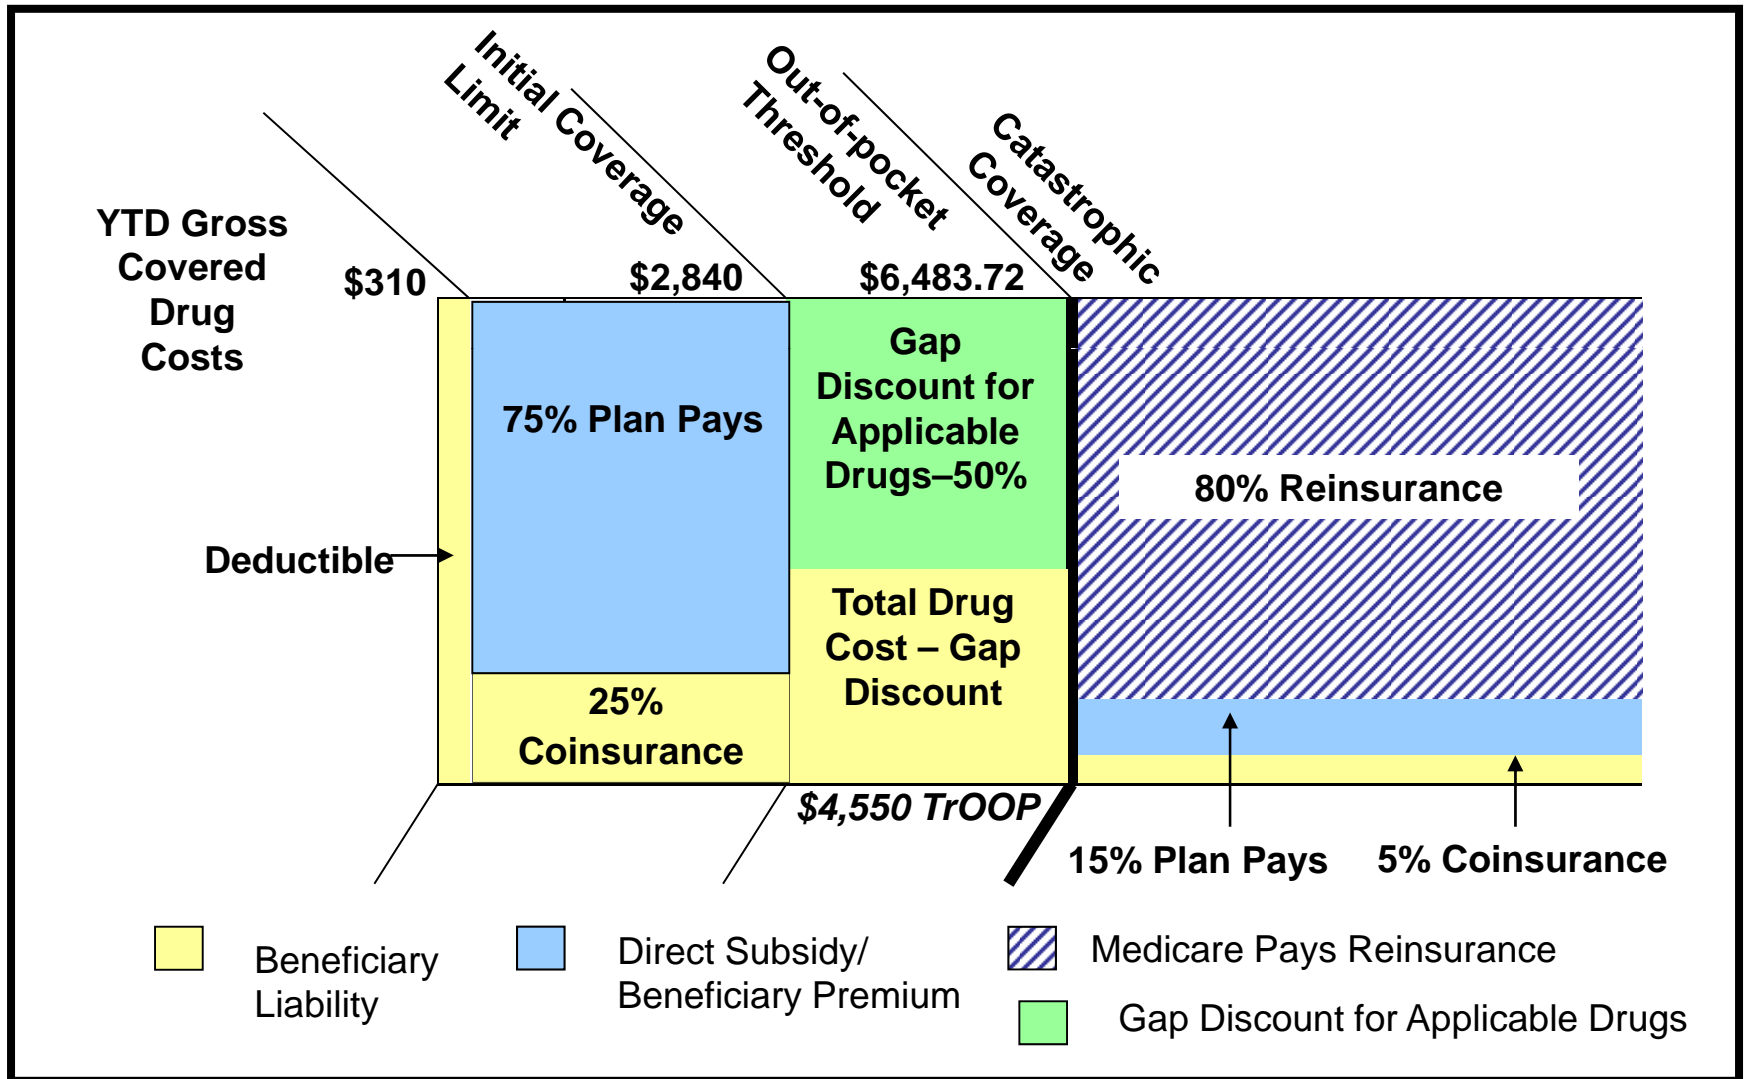 Initial Coverage
Limit
Out-of-pocket
Threshold
Catastrophic
Coverage
YTD Gross
Covered
Drug
Costs
$310
$2,840
$6,483.72
75% Plan Pays
Gap
Discount for
Applicable
Drugs–50%
80% Reinsurance
Deductible
Total Drug
Cost – Gap
Discount
25%
Coinsurance
$4,550 TrOOP
15% Plan Pays
5% Coinsurance
Beneficiary
Liability
Direct Subsidy/
Beneficiary Premium
Medicare Pays Reinsurance
Gap Discount for Applicable Drugs